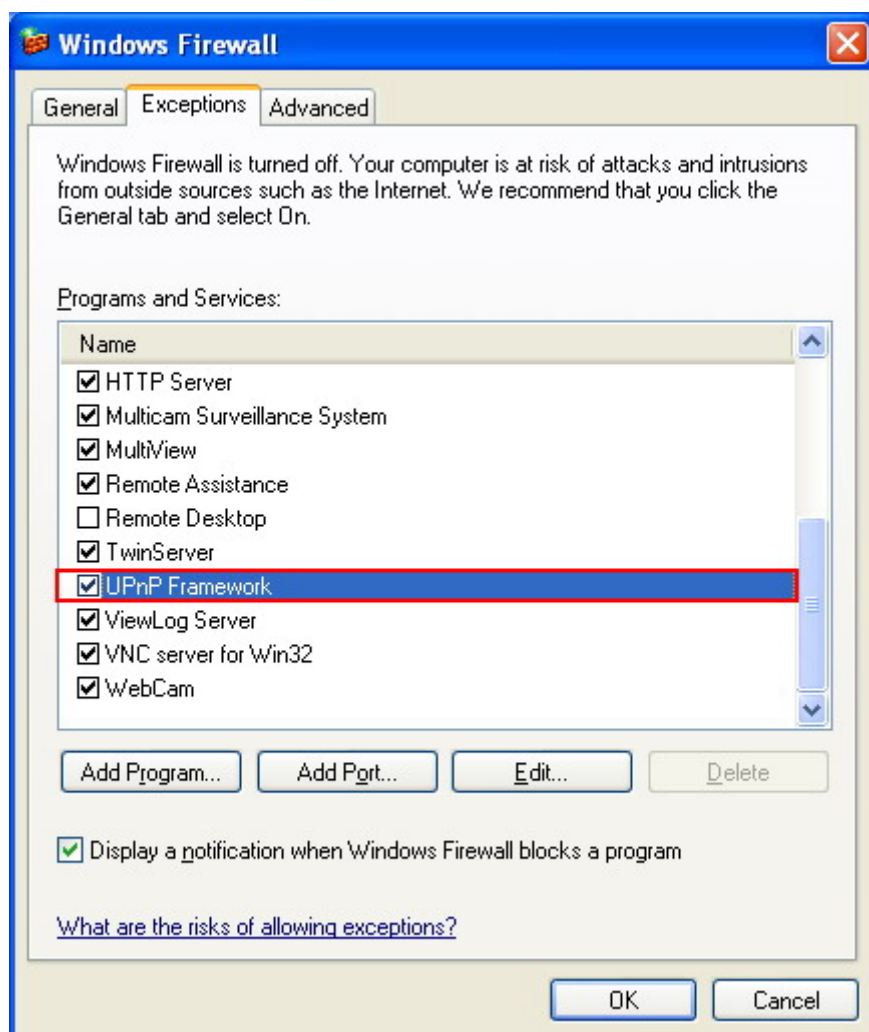 Windows Firewall
General Exceptions Advanced
Windows Firewall is turned off. Your computer is at risk of attacks and intrusions
from outside sources such as the Internet. We recommend that you click the
General tab and select On.
Programs and Services:
Name
HTTP Server
Multicam Surveillance System
MultiView
Remote Assistance
Remote Desktop
TwinServer
UPnP Framework
ViewLog Server
VNC server for Win32
WebCam
Add Program... Add Port... Edit... Delete
Display a notification when Windows Firewall blocks a program
What are the risks of allowing exceptions?
OK Cancel